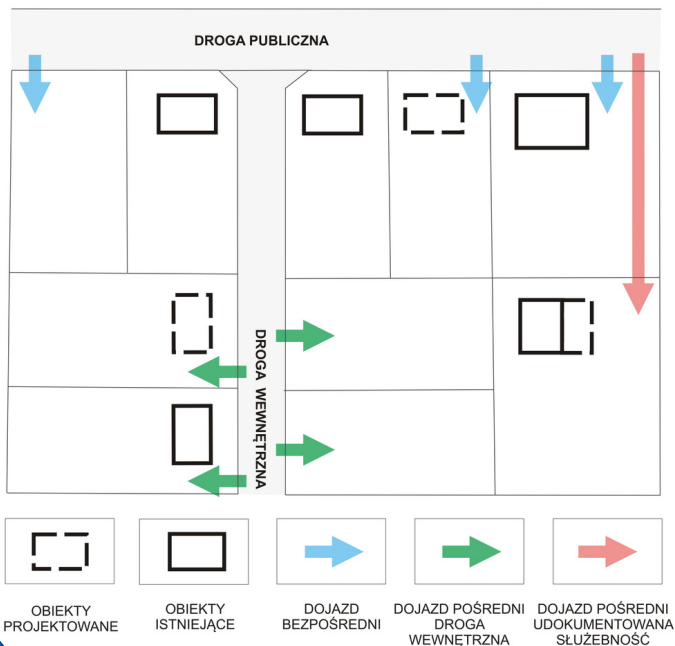 DROGA PUBLICZNA
DROGA WEWNĘTRZNA
OBIEKTY
PROJEKTOWANE
OBIEKTY
ISTNIEJĄCE
DOJAZD
BEZPOŚREDNI
DOJAZD POŚREDNI
DROGA
WEWNĘTRZNA
DOJAZD POŚREDNI
UDOKUMENTOWANA
SŁUŻEBNOŚĆ